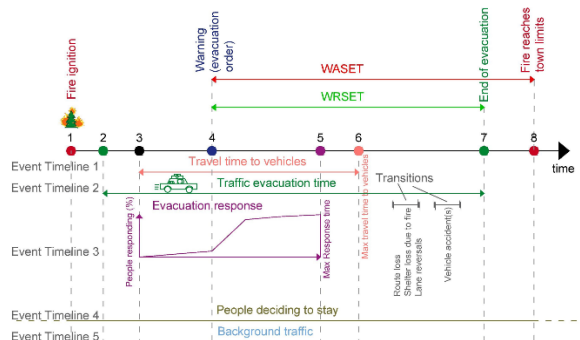 Fire ignition
Warning
(evacuation
order)
End of evacuation
Fire reaches
town limits
WASET
WRSET
1
2
3
4
5
6
7
8
time
Event Timeline 1
Travel time to vehicles
Event Timeline 2
Traffic evacuation time
Transitions
Evacuation response
People responding (%)
Max Response time
Max travel time to vehicles
Route loss
Shelter loss due to fire
Lane reversals
Vehicle accident(s)
Event Timeline 3
Event Timeline 4
People deciding to stay
Event Timeline 5
Background traffic